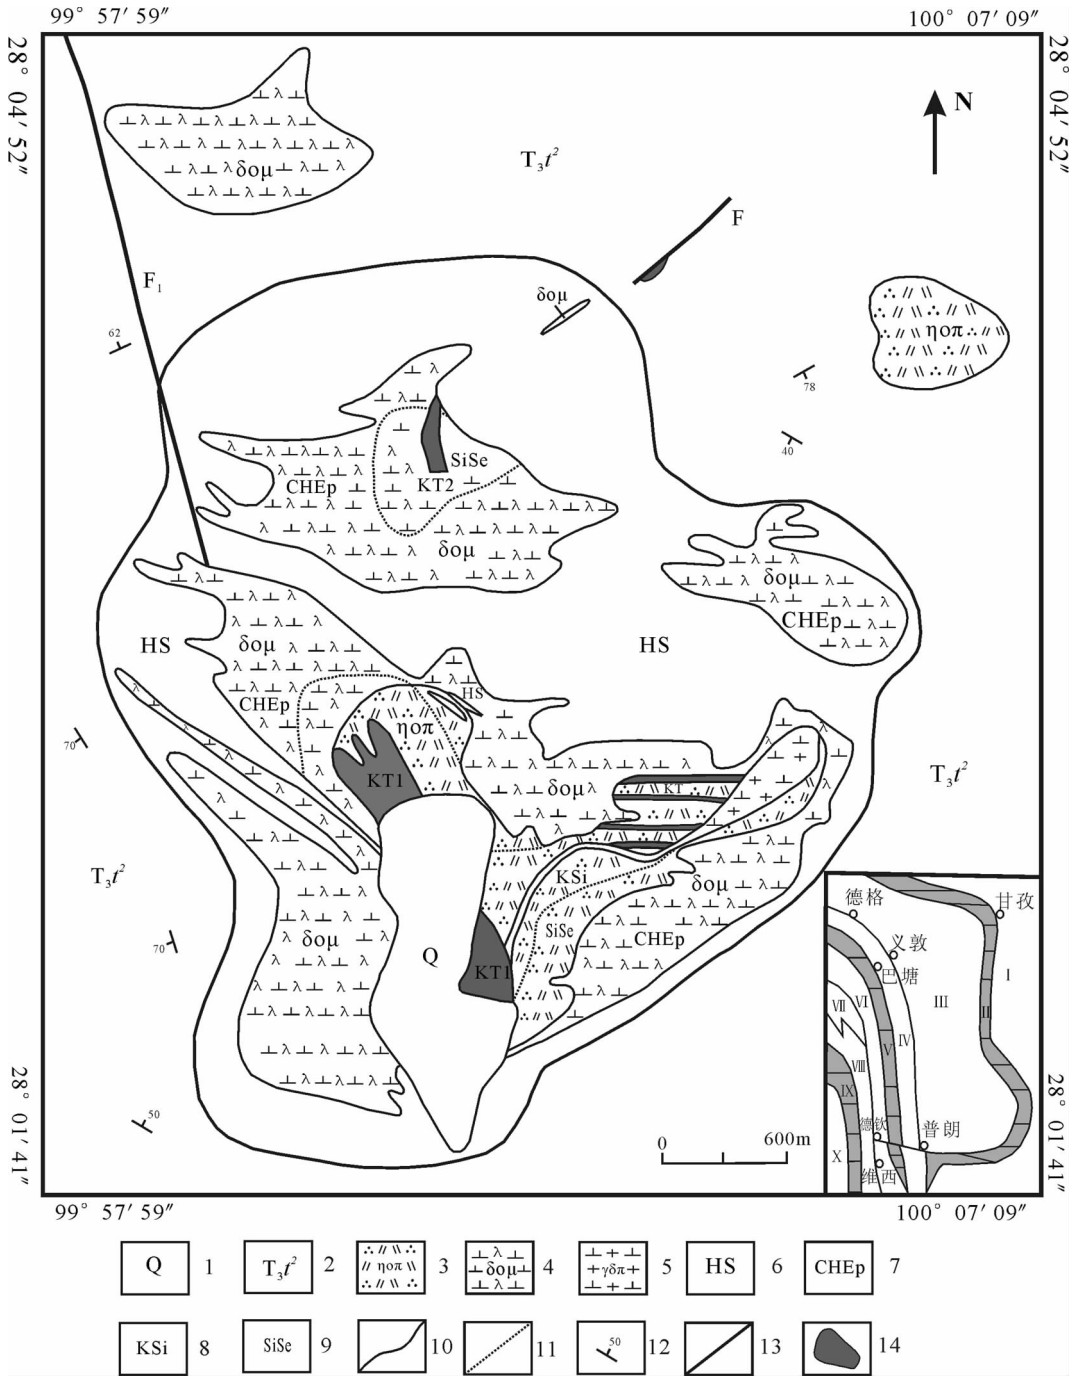 99° 57′ 59″
100° 07′ 09″
28° 04′ 52″
28° 04′ 52″
N
T₃t²
δομ
F
F₁
δομ
ηοπ
62
78
40
SiSe
CHEp
KT2
δομ
δομ
CHEp
HS
HS
δομ
HS
CHEp
ηοπ
KT1
δομ
KT
70
T₃t²
T₃t²
KSi
δομ
SiSe
CHEp
δομ
70
Q
KT1
50
0
600m
德格
甘孜
义敦
巴塘
I
II
III
IV
V
VI
VII
VIII
IX
X
德钦
普朗
维西
28° 01′ 41″
28° 01′ 41″
99° 57′ 59″
100° 07′ 09″
Q 1
T₃t² 2
ηοπ 3
δομ 4
γδπ 5
HS 6
CHEp 7
KSi 8
SiSe 9
10
11
50 12
13
14